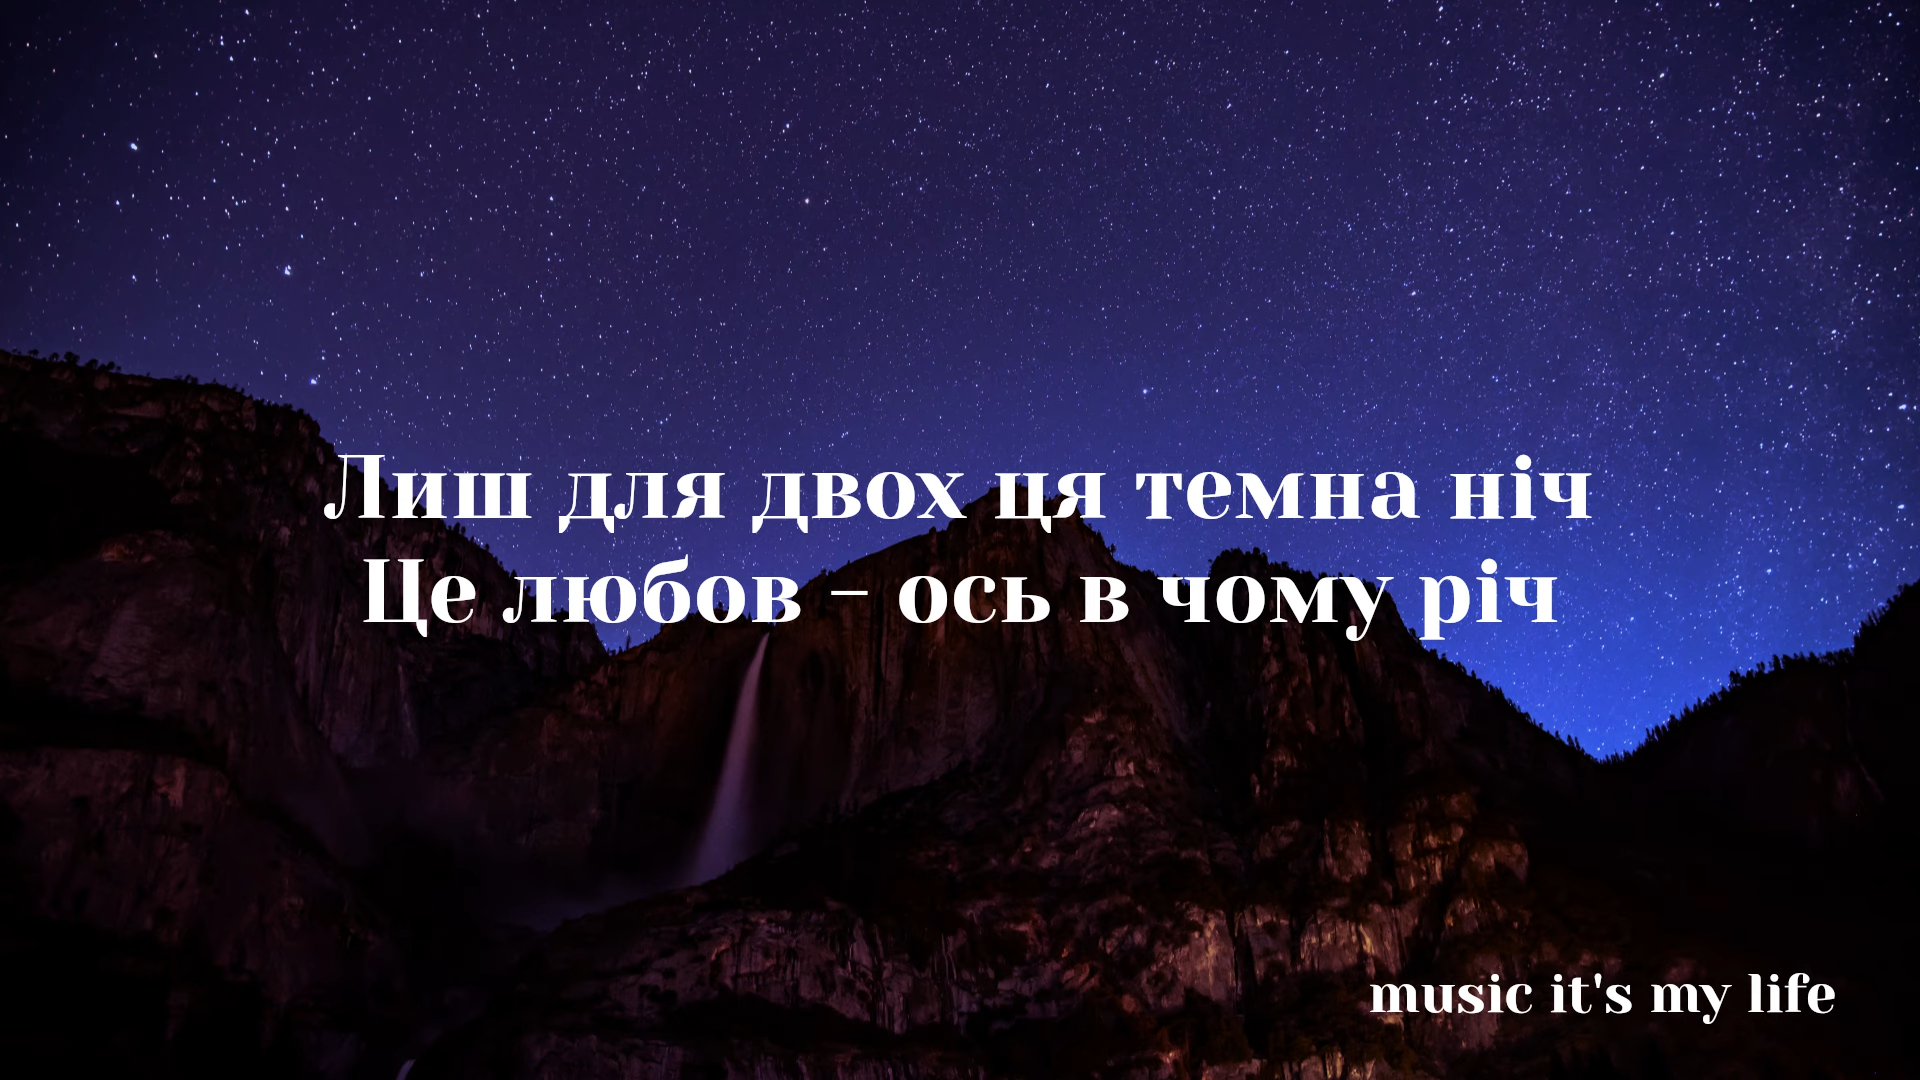 Лиш для двох ця темна ніч
Це любов – ось в чому річ
music it's my life